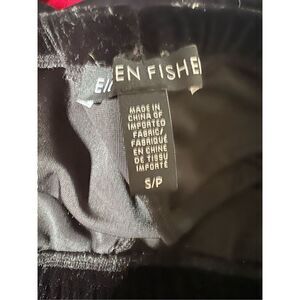 EN FISHE
MADE IN
CHINA OF
IMPORTED
FABRIC/
FABRIQUÉ
EN CHINE
DE TISSU
IMPORTÉ
S/P